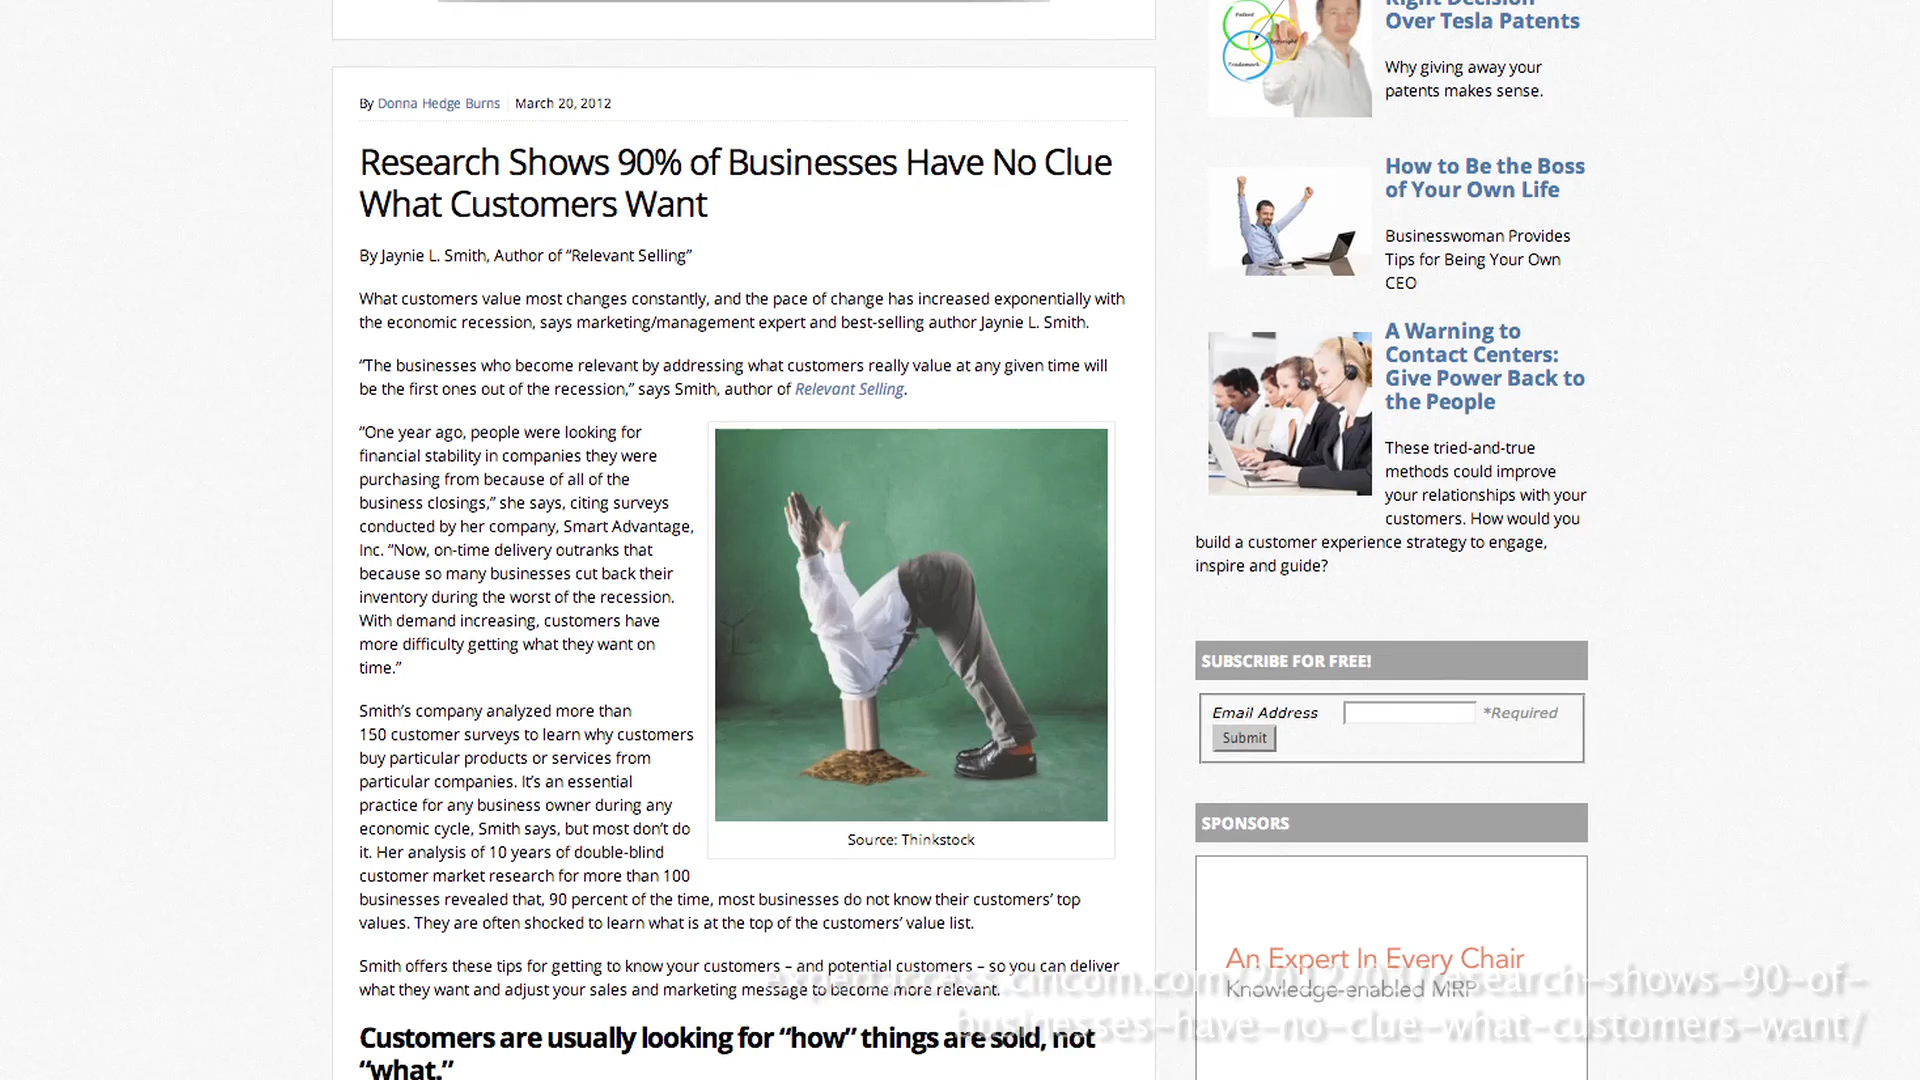 By Donna Hedge Burns March 20, 2012
Research Shows 90% of Businesses Have No Clue
What Customers Want
By Jaynie L. Smith, Author of “Relevant Selling”
What customers value most changes constantly, and the pace of change has increased exponentially with
the economic recession, says marketing/management expert and best-selling author Jaynie L. Smith.
“The businesses who become relevant by addressing what customers really value at any given time will
be the first ones out of the recession,” says Smith, author of Relevant Selling.
“One year ago, people were looking for
financial stability in companies they were
purchasing from because of all of the
business closings,” she says, citing surveys
conducted by her company, Smart Advantage,
Inc. “Now, on-time delivery outranks that
because so many businesses cut back their
inventory during the worst of the recession.
With demand increasing, customers have
more difficulty getting what they want on
time.”
Smith’s company analyzed more than
150 customer surveys to learn why customers
buy particular products or services from
particular companies. It’s an essential
practice for any business owner during any
economic cycle, Smith says, but most don’t do
it. Her analysis of 10 years of double-blind
customer market research for more than 100
businesses revealed that, 90 percent of the time, most businesses do not know their customers’ top
values. They are often shocked to learn what is at the top of the customers’ value list.
Source: Thinkstock
Smith offers these tips for getting to know your customers – and potential customers – so you can deliver
what they want and adjust your sales and marketing message to become more relevant.
Customers are usually looking for “how” things are sold, not
“what.”
Right Decision
Over Tesla Patents
Why giving away your
patents makes sense.
How to Be the Boss
of Your Own Life
Businesswoman Provides
Tips for Being Your Own
CEO
A Warning to
Contact Centers:
Give Power Back to
the People
These tried-and-true
methods could improve
your relationships with your
customers. How would you
build a customer experience strategy to engage,
inspire and guide?
SUBSCRIBE FOR FREE!
Email Address *Required
Submit
SPONSORS
An Expert In Every Chair
Knowledge-enabled MRP
research-shows-90-of-
businesses-have-no-clue-what-customers-want/